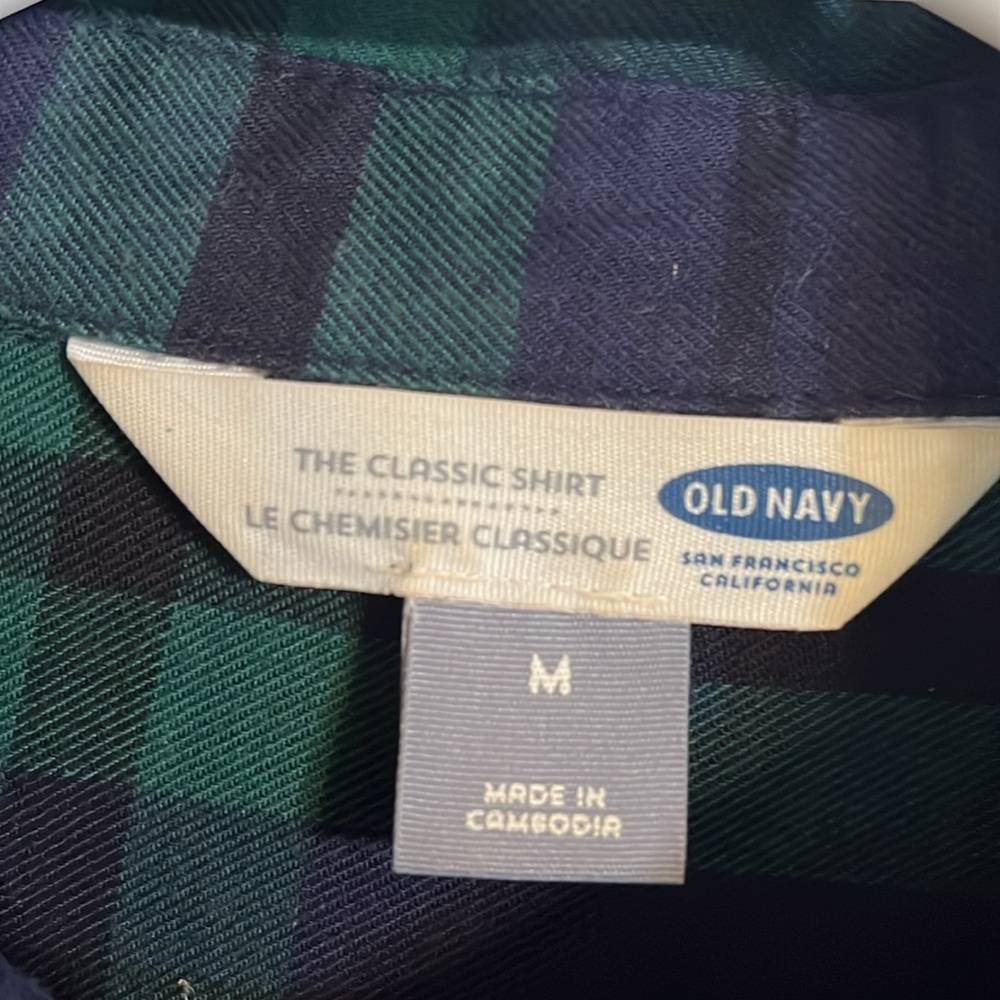 THE CLASSIC SHIRT
LE CHEMISIER CLASSIQUE
OLD NAVY
SAN FRANCISCO
CALIFORNIA
M
MADE IN
CAMBODIA